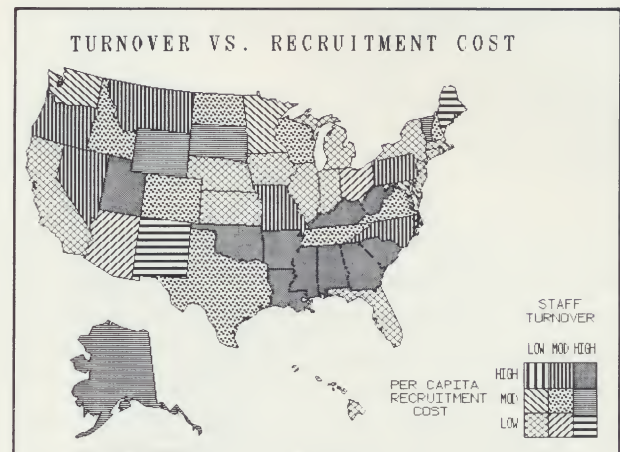 TURNOVER VS. RECRUITMENT COST
STAFF
TURNOVER
LOW MOD HIGH
PER CAPITA
RECRUITMENT
COST
HIGH
MOD
LOW